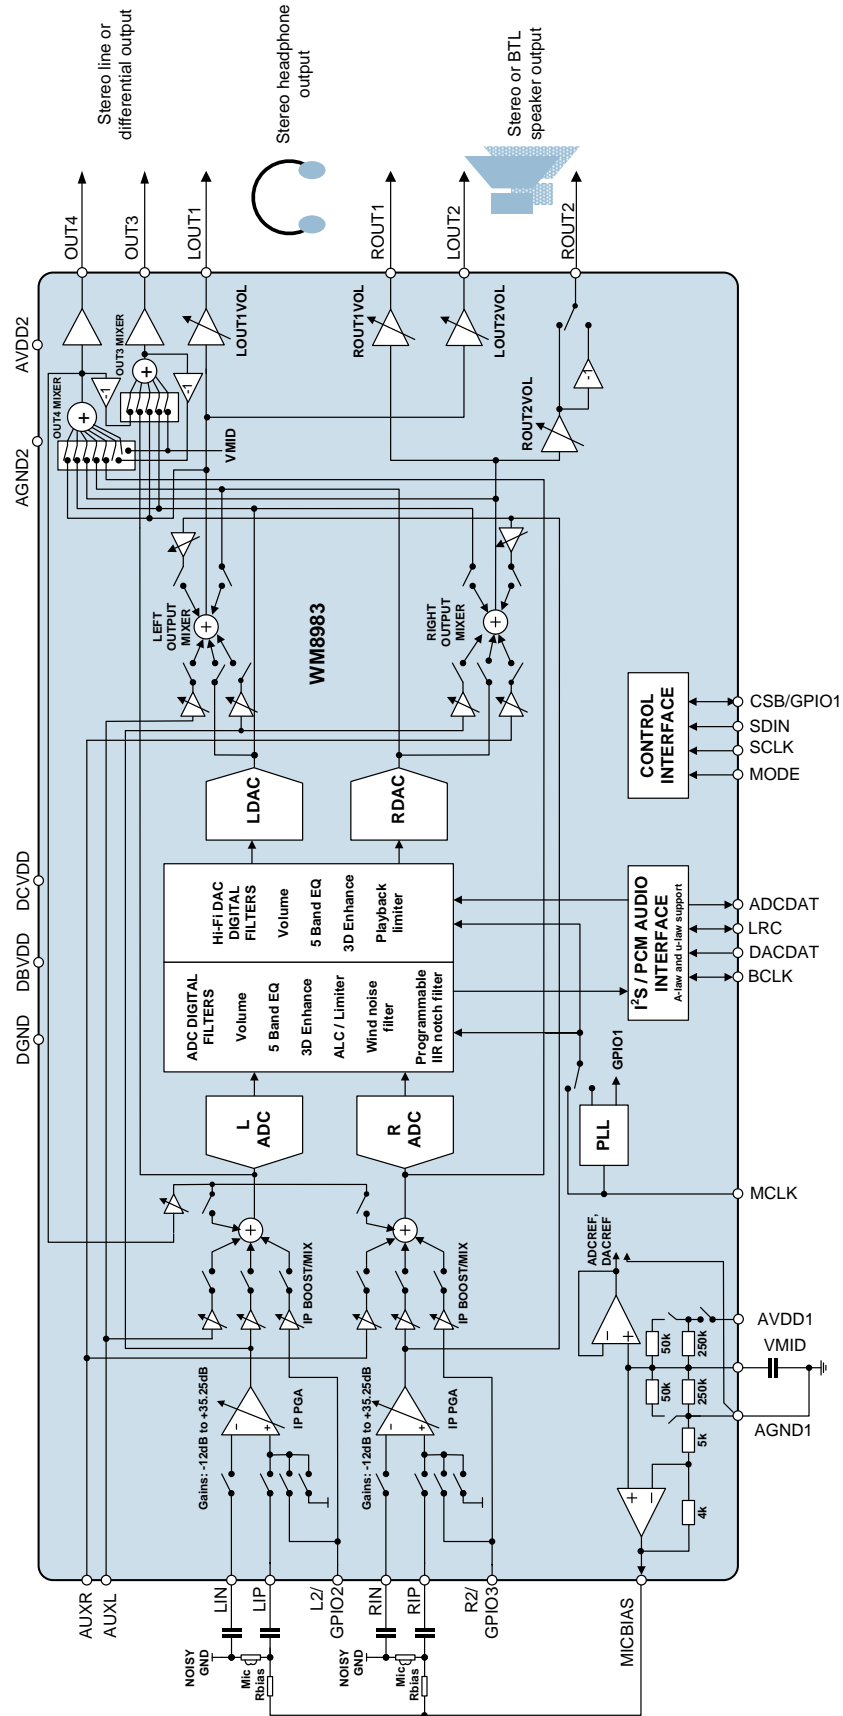 Stereo line or
differential output
Stereo headphone
output
Stereo or BTL
speaker output
OUT4
OUT3
LOUT1
ROUT1
LOUT2
ROUT2
AVDD2
AGND2
DCVDD
DBVDD
DGND
OUT4 MIXER
OUT3 MIXER
-1
-1
VMID
LOUT1VOL
ROUT1VOL
LOUT2VOL
ROUT2VOL
-1
LEFT
OUTPUT
MIXER
+
WM8983
RIGHT
OUTPUT
MIXER
+
+
+
LDAC
RDAC
Hi-Fi DAC
DIGITAL
FILTERS
Volume
5 Band EQ
3D Enhance
Playback
limiter
ADC DIGITAL
FILTERS
Volume
5 Band EQ
3D Enhance
ALC / Limiter
Wind noise
filter
Programmable
IIR notch filter
CONTROL
INTERFACE
CSB/GPIO1
SDIN
SCLK
MODE
I²S / PCM AUDIO
INTERFACE
A-law and u-law support
ADCDAT
LRC
DACDAT
BCLK
L
ADC
R
ADC
PLL
GPIO1
MCLK
+
+
IP BOOST/MIX
IP BOOST/MIX
Gains: -12dB to +35.25dB
IP PGA
−
+
Gains: -12dB to +35.25dB
IP PGA
−
+
ADCREF,
DACREF
−
+
50k
250k
50k
250k
5k
4k
+
−
AVDD1
VMID
AGND1
AUXR
AUXL
LIN
LIP
L2/
GPIO2
RIN
RIP
R2/
GPIO3
MICBIAS
NOISY
GND
Mic
Rbias
NOISY
GND
Mic
Rbias